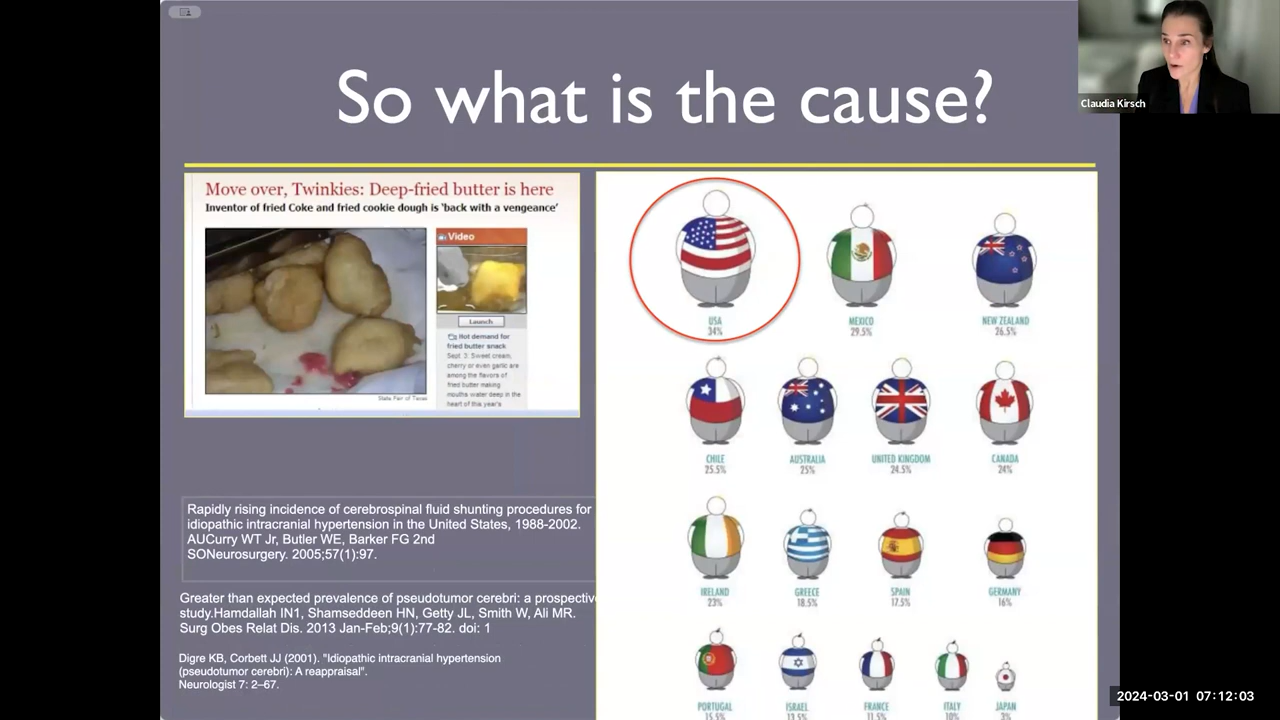 So what is the cause?
Claudia Kirsch
Move over, Twinkies: Deep-fried butter is here
Inventor of fried Coke and fried cookie dough is 'back with a vengeance'
Video
Launch
Hot demand for
fried butter snack
Sept. 3: Sweet cream,
cherry or even garlic are
among the flavors of
fried butter making
mouths water deep in the
heart of this year's
State Fair of Texas
USA
34%
MEXICO
29.5%
NEW ZEALAND
26.5%
CHILE
25.5%
AUSTRALIA
25%
UNITED KINGDOM
24.5%
CANADA
24%
IRELAND
23%
GREECE
18.5%
SPAIN
17.5%
GERMANY
16%
PORTUGAL
15.5%
ISRAEL
13.5%
FRANCE
11.5%
ITALY
10%
JAPAN
3%
Rapidly rising incidence of cerebrospinal fluid shunting procedures for
idiopathic intracranial hypertension in the United States, 1988-2002.
AUCurry WT Jr, Butler WE, Barker FG 2nd
SONeurosurgery. 2005;57(1):97.
Greater than expected prevalence of pseudotumor cerebri: a prospective
study.Hamdallah IN1, Shamseddeen HN, Getty JL, Smith W, Ali MR.
Surg Obes Relat Dis. 2013 Jan-Feb;9(1):77-82. doi: 1
Digre KB, Corbett JJ (2001). "Idiopathic intracranial hypertension
(pseudotumor cerebri): A reappraisal".
Neurologist 7: 2–67.
2024-03-01 07:12:03